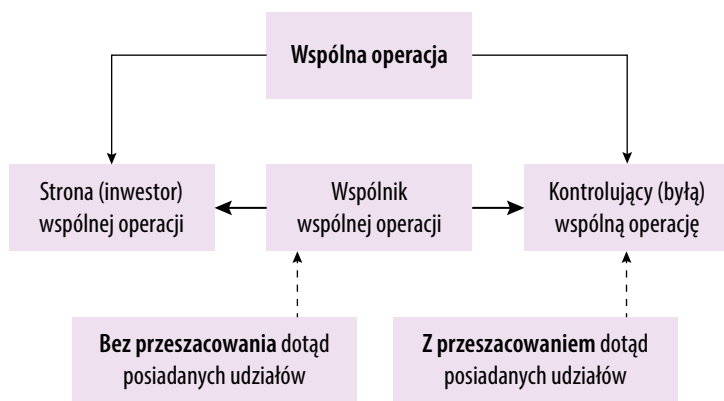 Wspólna operacja
Strona (inwestor)
wspólnej operacji
Wspólnik
wspólnej operacji
Kontrolujący (byłą)
wspólną operację
Bez przeszacowania dotąd
posiadanych udziałów
Z przeszacowaniem dotąd
posiadanych udziałów